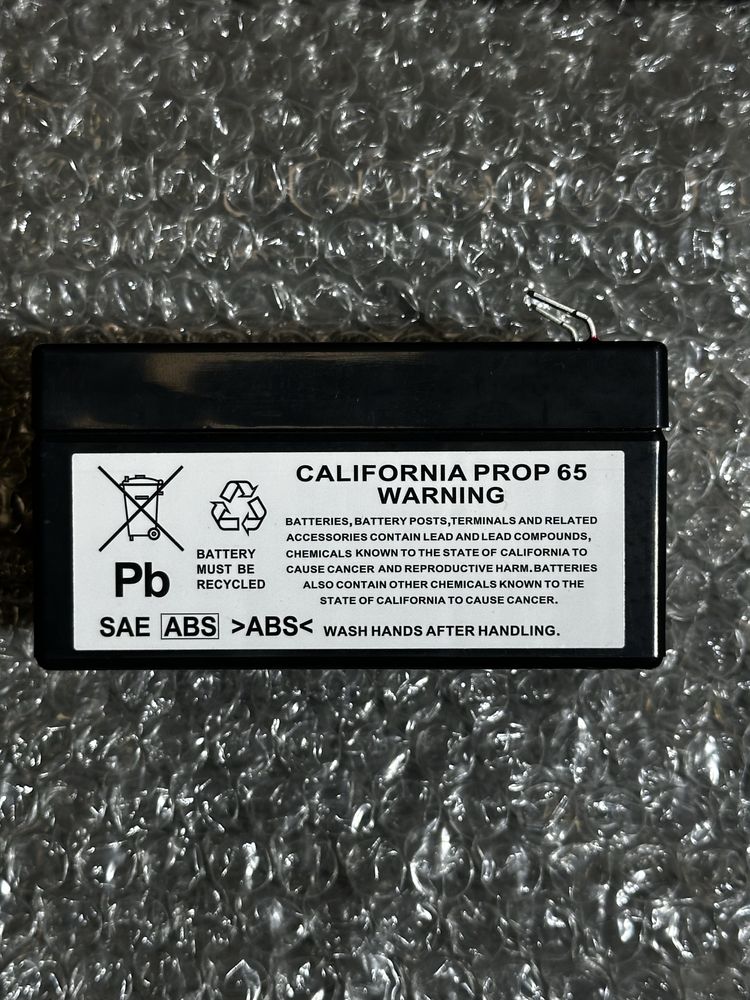 CALIFORNIA PROP 65
WARNING
BATTERIES, BATTERY POSTS,TERMINALS AND RELATED
ACCESSORIES CONTAIN LEAD AND LEAD COMPOUNDS,
CHEMICALS KNOWN TO THE STATE OF CALIFORNIA TO
CAUSE CANCER AND REPRODUCTIVE HARM.BATTERIES
ALSO CONTAIN OTHER CHEMICALS KNOWN TO THE
STATE OF CALIFORNIA TO CAUSE CANCER.
WASH HANDS AFTER HANDLING.
BATTERY
MUST BE
RECYCLED
Pb
SAE ABS >ABS<